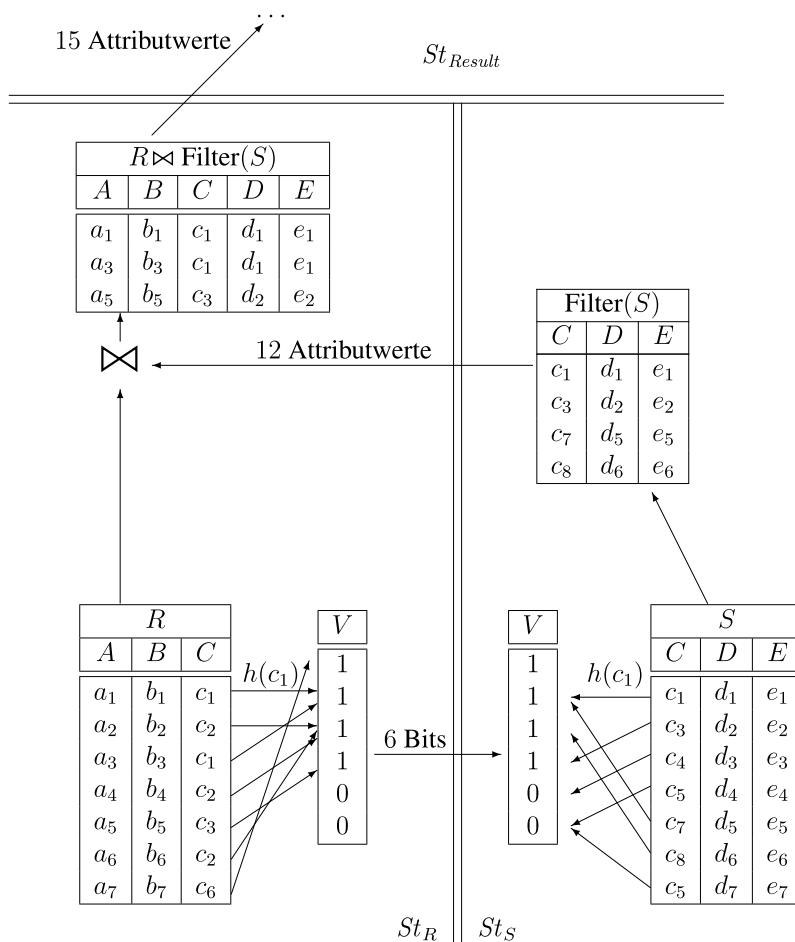 ...
15 Attributwerte
St_Result
R ⋈ Filter(S)
A B C D E
a₁ b₁ c₁ d₁ e₁
a₃ b₃ c₁ d₁ e₁
a₅ b₅ c₃ d₂ e₂
Filter(S)
C D E
c₁ d₁ e₁
c₃ d₂ e₂
c₇ d₅ e₅
c₈ d₆ e₆
⋈
12 Attributwerte
R
A B C
a₁ b₁ c₁
a₂ b₂ c₂
a₃ b₃ c₁
a₄ b₄ c₂
a₅ b₅ c₃
a₆ b₆ c₂
a₇ b₇ c₆
h(c₁)
V
1
1
1
1
0
0
6 Bits
V
1
1
1
1
0
0
h(c₁)
S
C D E
c₁ d₁ e₁
c₃ d₂ e₂
c₄ d₃ e₃
c₅ d₄ e₄
c₇ d₅ e₅
c₈ d₆ e₆
c₅ d₇ e₇
St_R
St_S